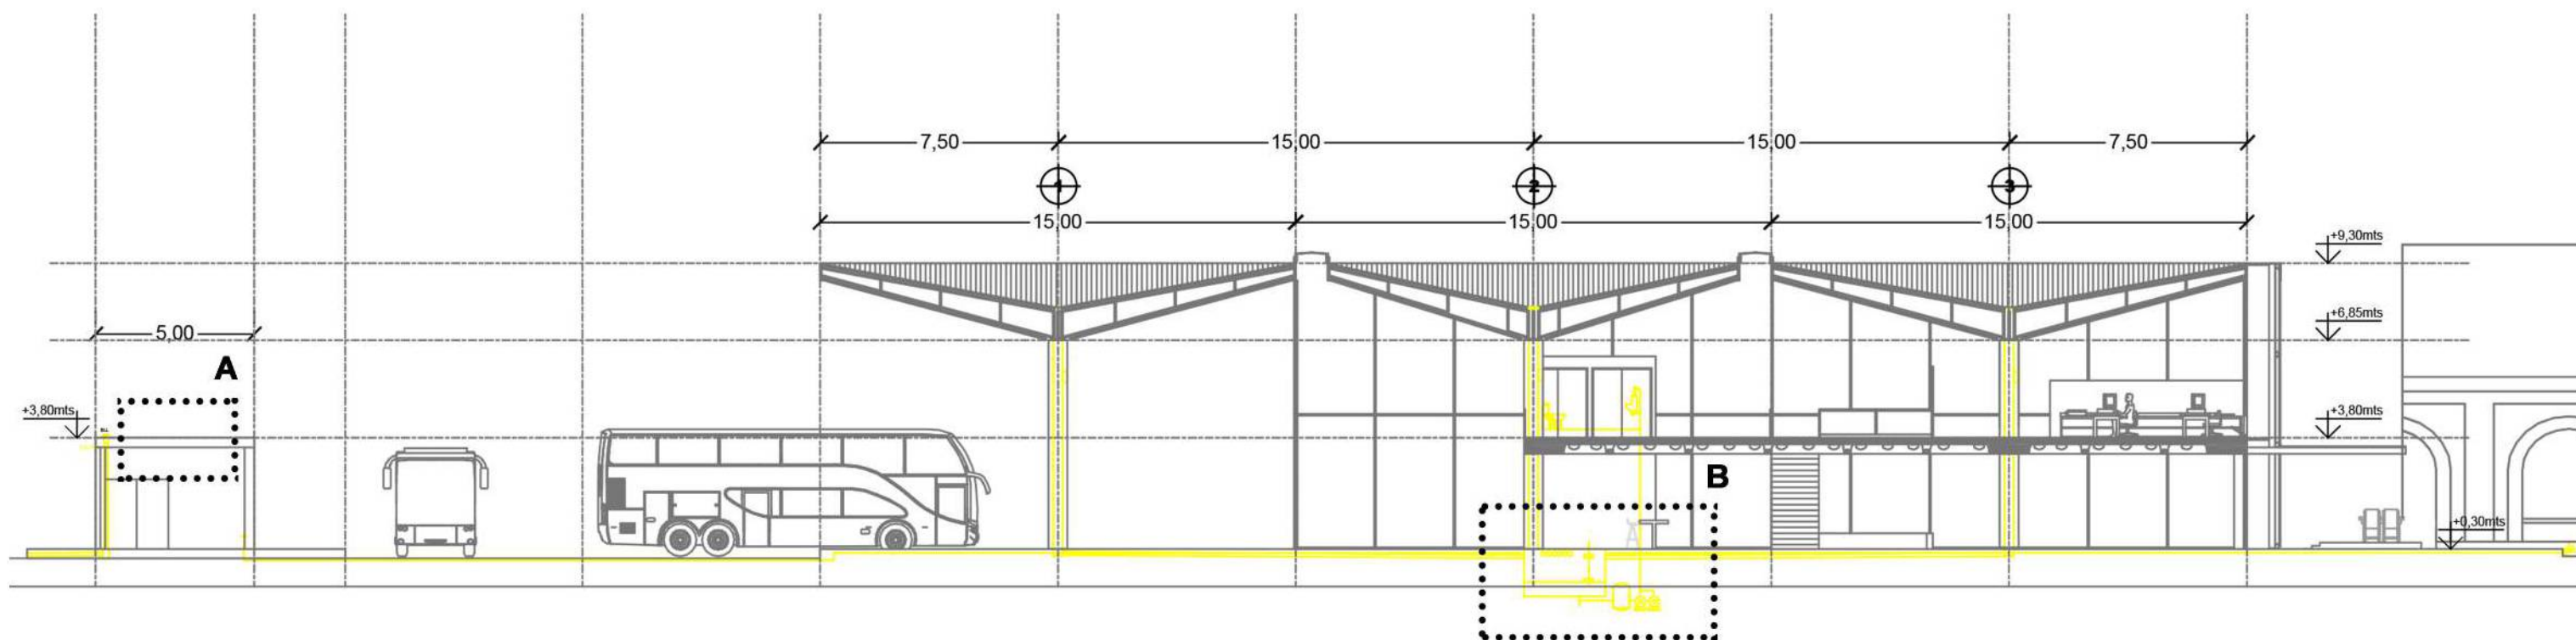 7,50 15,00 15,00 7,50
1 2 3
15,00 15,00 15,00
+9,30mts
+6,85mts
5,00
A
+3,80mts
+3,80mts
B
+0,30mts